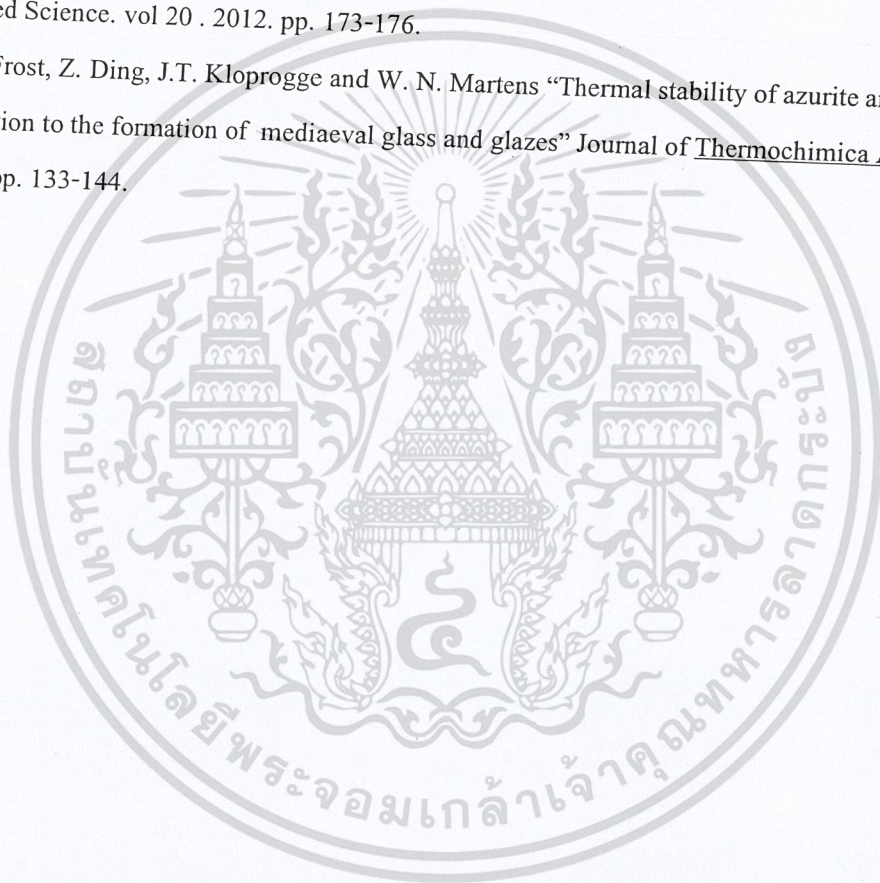 ed Science. vol 20 . 2012. pp. 173-176.
Frost, Z. Ding, J.T. Kloprogge and W. N. Martens “Thermal stability of azurite
ion to the formation of mediaeval glass and glazes” Journal of Thermochimica
pp. 133-144.
๔
สถาบันเทคโนโลยีพระจอมเกล้าเจ้าคุณทหารลาดกระบัง